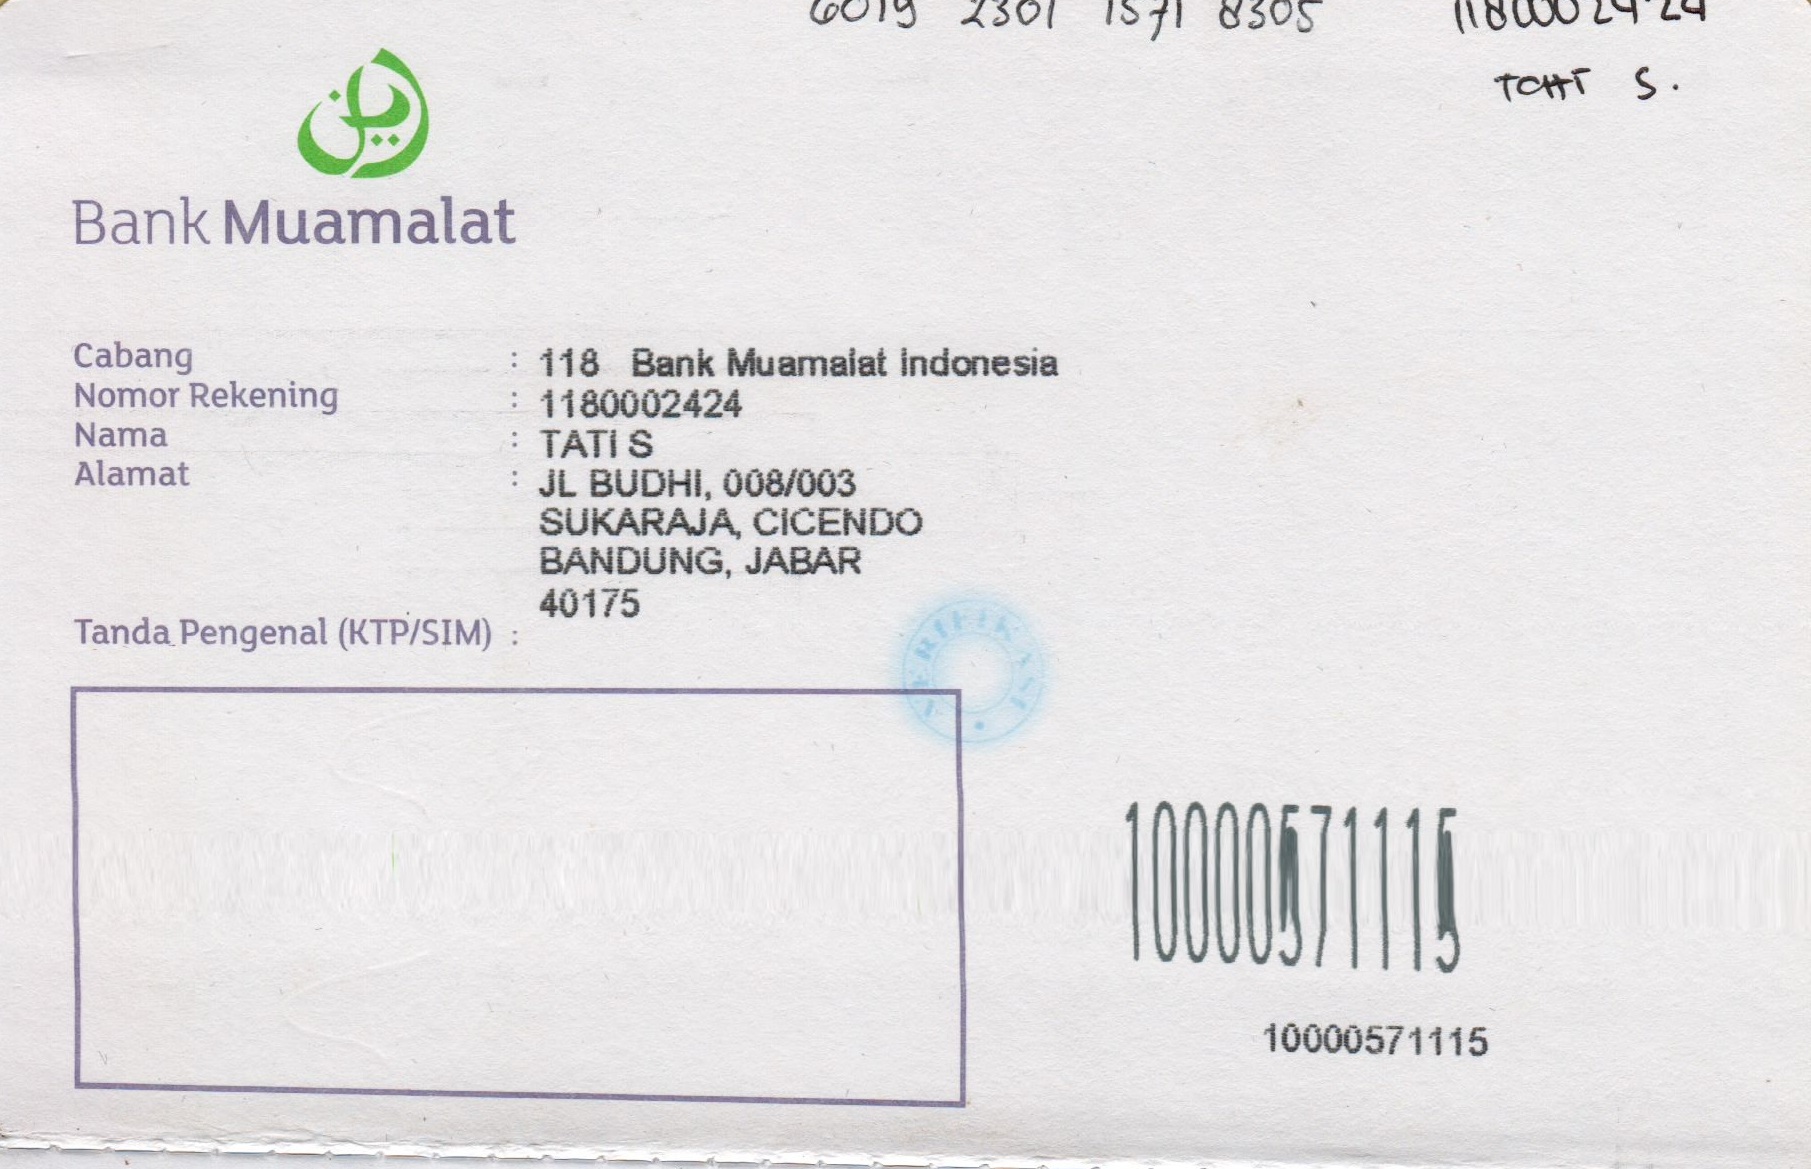 6019 2301 1571 8305 1180002424
TATI S.
Bank Muamalat
Cabang : 118 Bank Muamalat Indonesia
Nomor Rekening : 1180002424
Nama : TATI S
Alamat : JL BUDHI, 008/003
SUKARAJA, CICENDO
BANDUNG, JABAR
40175
Tanda Pengenal (KTP/SIM) :
VERIFIKASI
10000571115
10000571115